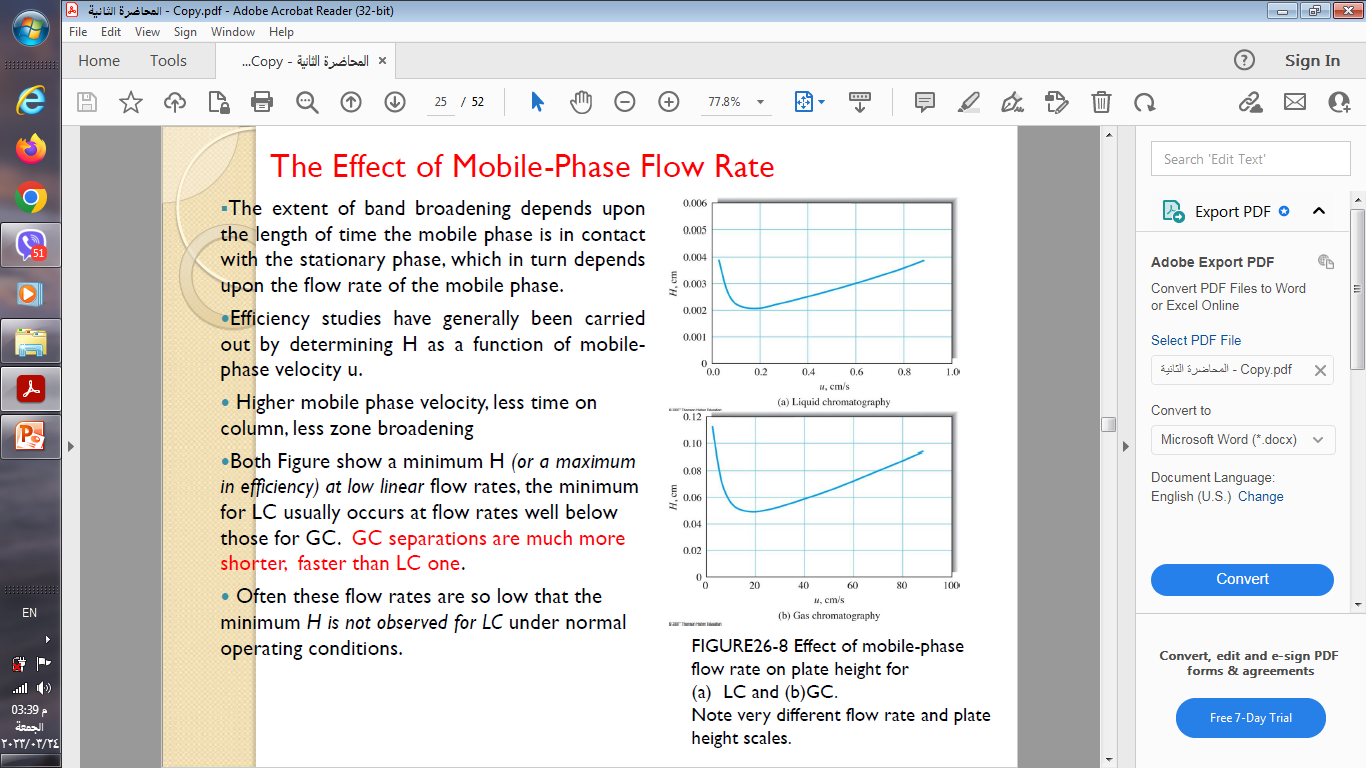 المحاضرة الثانية - Copy.pdf - Adobe Acrobat Reader (32-bit)
File Edit View Sign Window Help
Home Tools ...Copy - المحاضرة الثانية × ? Sign In
25 / 52 77.8%
The Effect of Mobile-Phase Flow Rate
▪The extent of band broadening depends upon
the length of time the mobile phase is in contact
with the stationary phase, which in turn depends
upon the flow rate of the mobile phase.
•Efficiency studies have generally been carried
out by determining H as a function of mobile-
phase velocity u.
• Higher mobile phase velocity, less time on
column, less zone broadening
•Both Figure show a minimum H (or a maximum
in efficiency) at low linear flow rates, the minimum
for LC usually occurs at flow rates well below
those for GC. GC separations are much more
shorter, faster than LC one.
• Often these flow rates are so low that the
minimum H is not observed for LC under normal
operating conditions.
0.006
0.005
0.004
0.003
0.002
0.001
0
H, cm
0.0 0.2 0.4 0.6 0.8 1.0
u, cm/s
(a) Liquid chromatography
© 2007 Thomson Higher Education
0.12
0.10
0.08
0.06
0.04
0.02
0
H, cm
0 20 40 60 80 100
u, cm/s
(b) Gas chromatography
© 2007 Thomson Higher Education
FIGURE26-8 Effect of mobile-phase
flow rate on plate height for
(a) LC and (b)GC.
Note very different flow rate and plate
height scales.
Search 'Edit Text'
Export PDF
Adobe Export PDF
Convert PDF Files to Word
or Excel Online
Select PDF File
المحاضرة الثانية - Copy.pdf
Convert to
Microsoft Word (*.docx)
Document Language:
English (U.S.) Change
Convert
Convert, edit and e-sign PDF
forms & agreements
Free 7-Day Trial
51
EN
03:39 م
الجمعة
٢٠٢٣/٠٣/٢٤